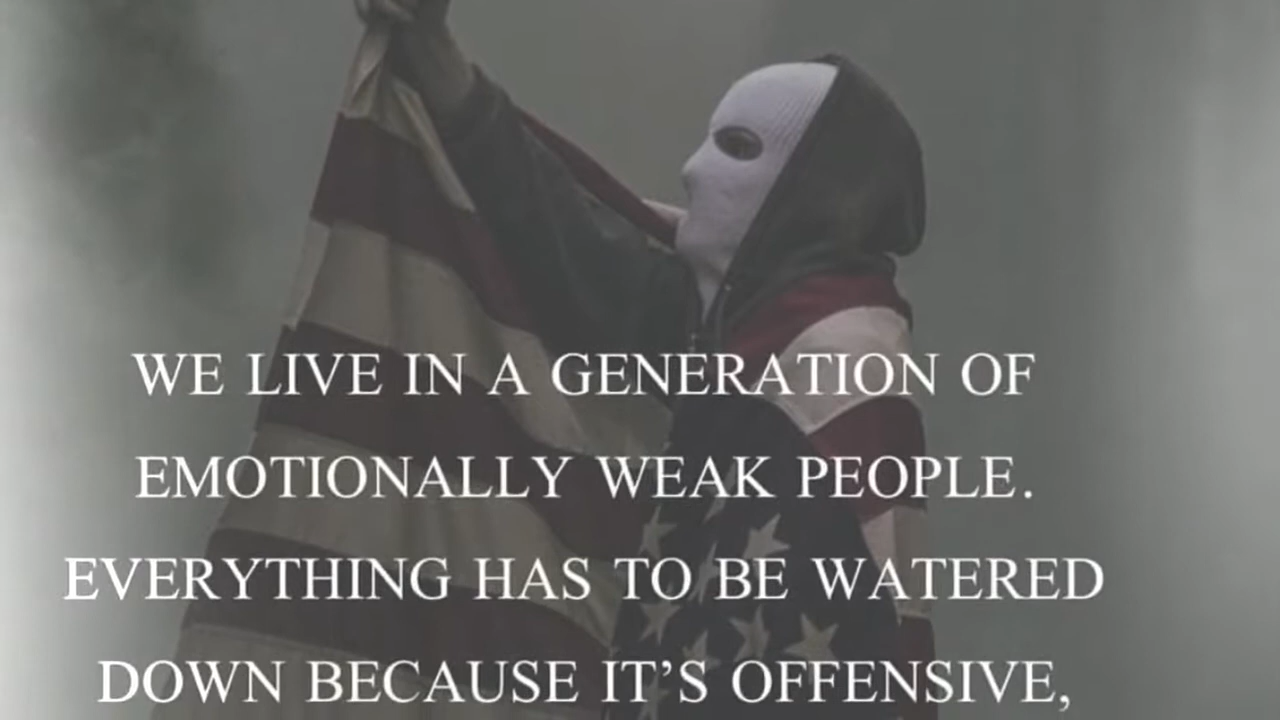 WE LIVE IN A GENERATION OF
EMOTIONALLY WEAK PEOPLE.
EVERYTHING HAS TO BE WATERED
DOWN BECAUSE IT’S OFFENSIVE,